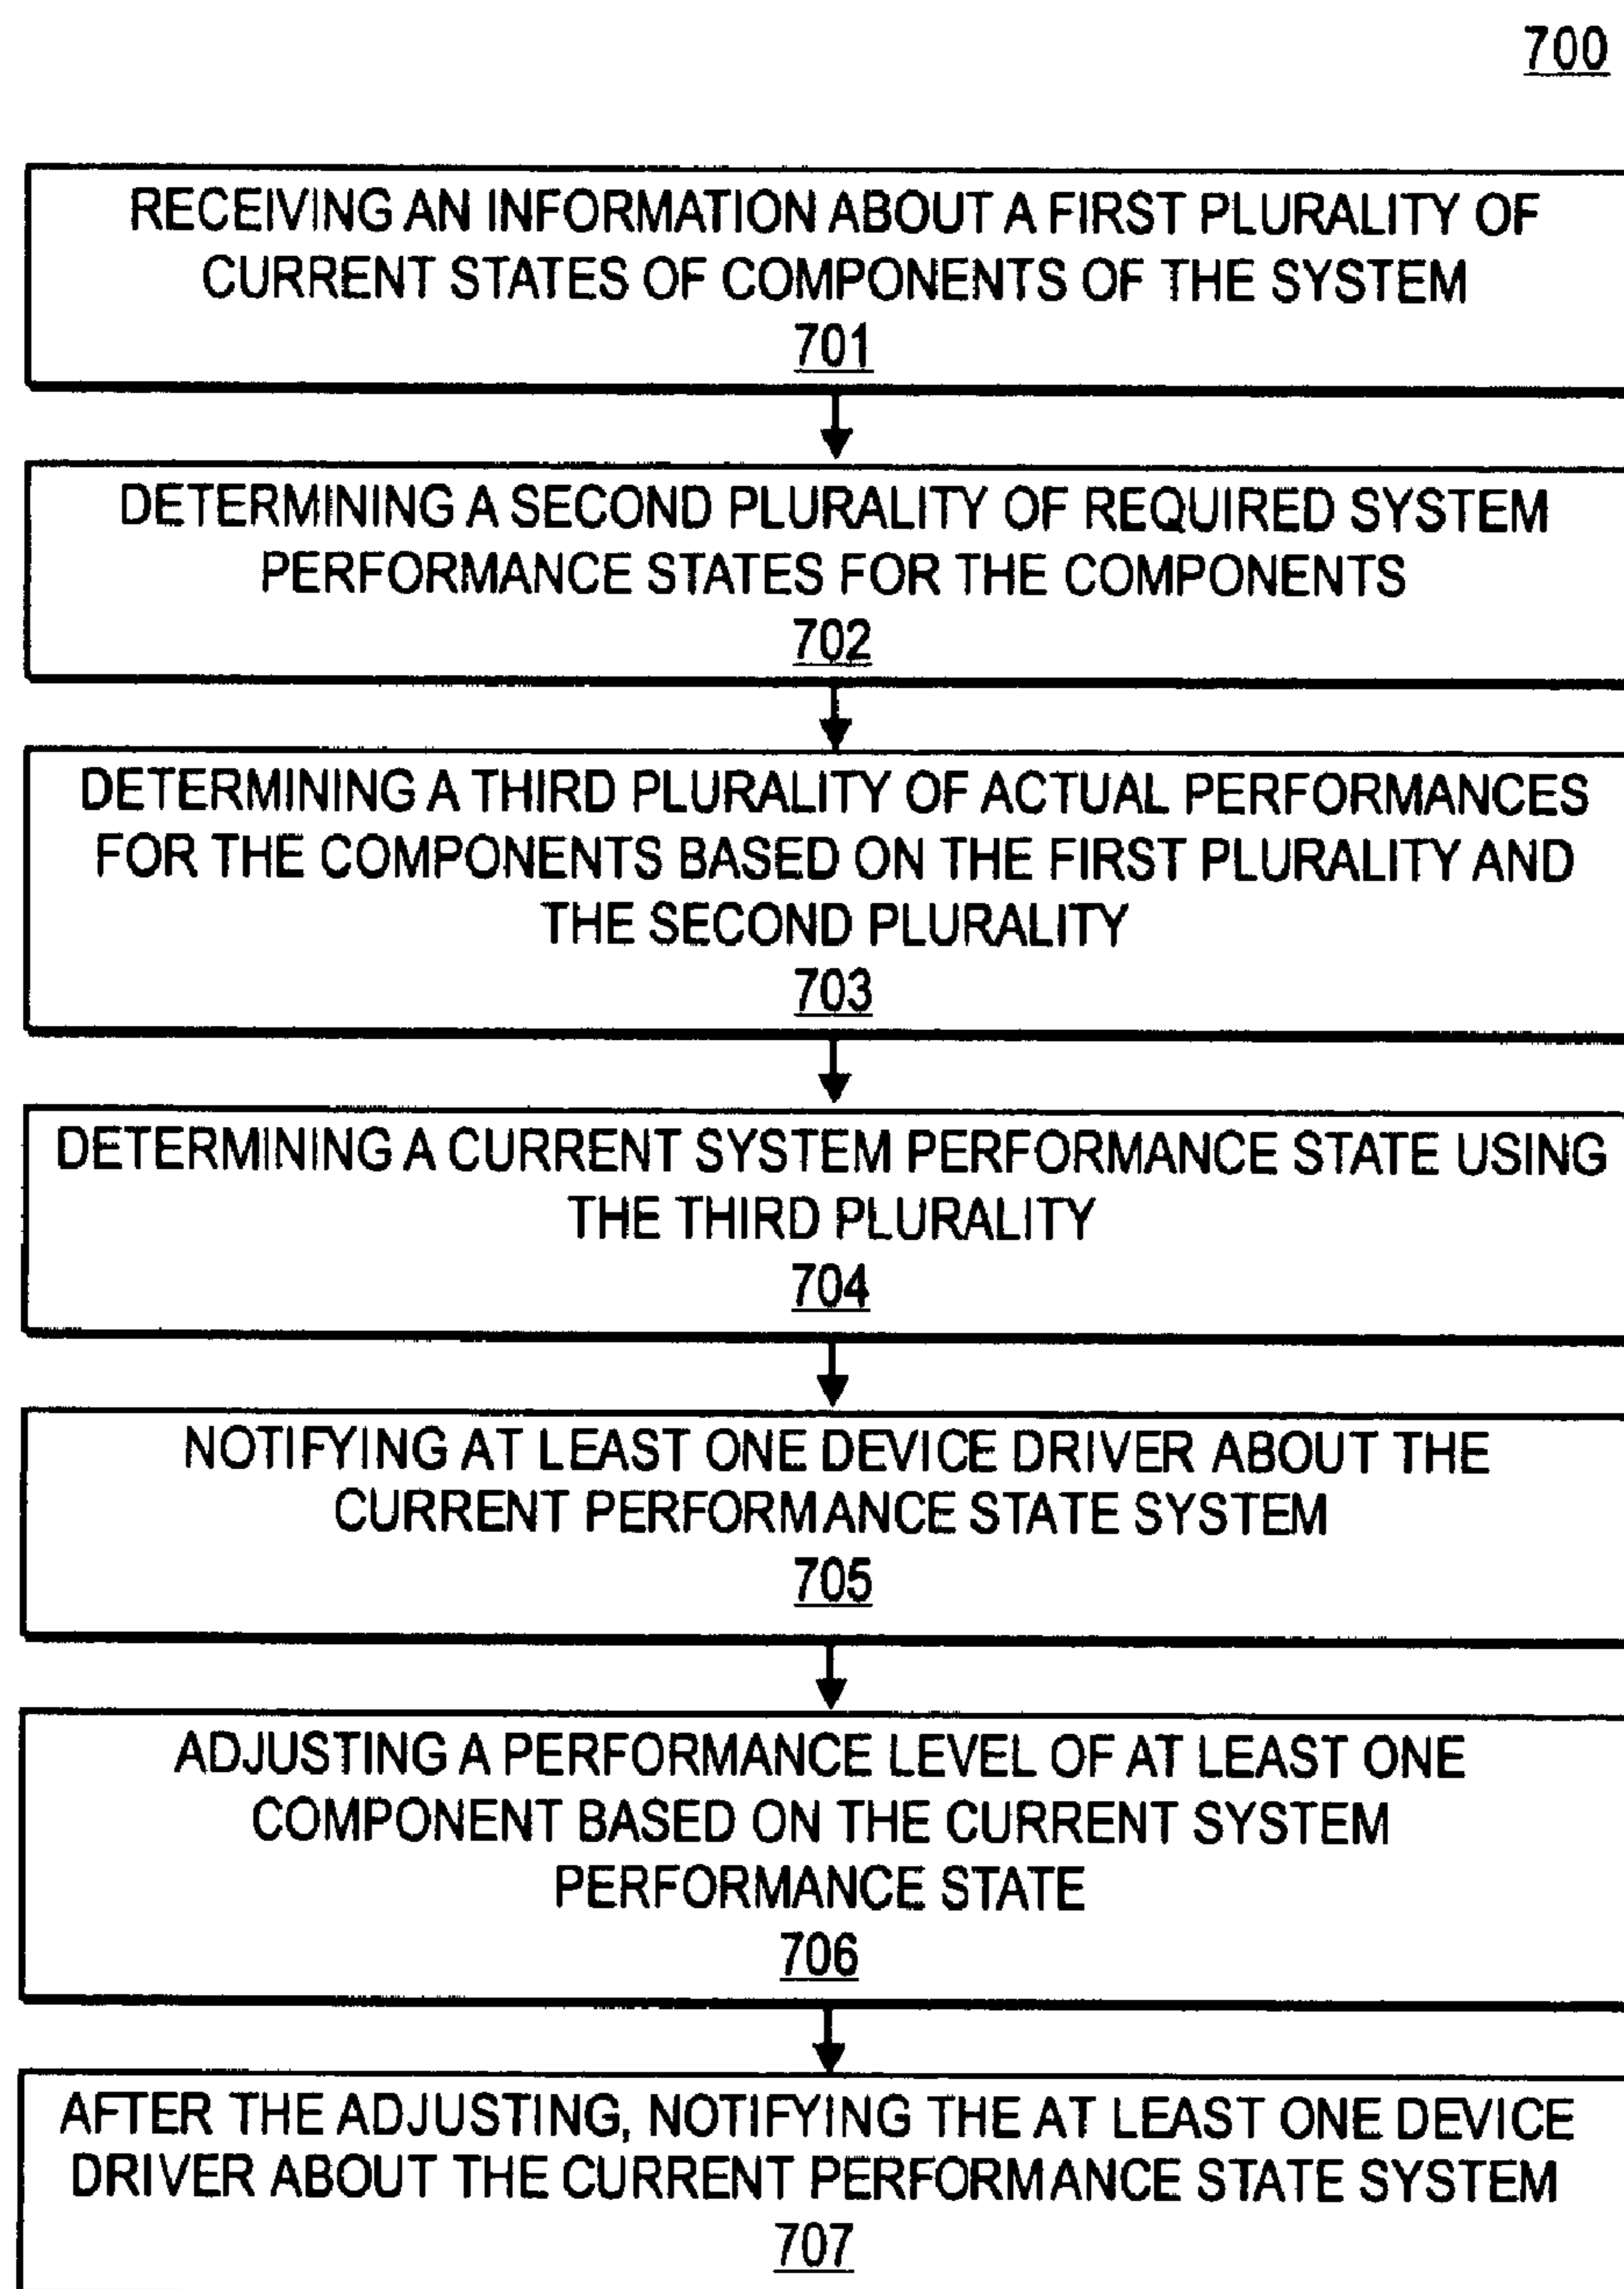 700
RECEIVING AN INFORMATION ABOUT A FIRST PLURALITY OF
CURRENT STATES OF COMPONENTS OF THE SYSTEM
701
DETERMINING A SECOND PLURALITY OF REQUIRED SYSTEM
PERFORMANCE STATES FOR THE COMPONENTS
702
DETERMINING A THIRD PLURALITY OF ACTUAL PERFORMANCES
FOR THE COMPONENTS BASED ON THE FIRST PLURALITY AND
THE SECOND PLURALITY
703
DETERMINING A CURRENT SYSTEM PERFORMANCE STATE USING
THE THIRD PLURALITY
704
NOTIFYING AT LEAST ONE DEVICE DRIVER ABOUT THE
CURRENT PERFORMANCE STATE SYSTEM
705
ADJUSTING A PERFORMANCE LEVEL OF AT LEAST ONE
COMPONENT BASED ON THE CURRENT SYSTEM
PERFORMANCE STATE
706
AFTER THE ADJUSTING, NOTIFYING THE AT LEAST ONE DEVICE
DRIVER ABOUT THE CURRENT PERFORMANCE STATE SYSTEM
707